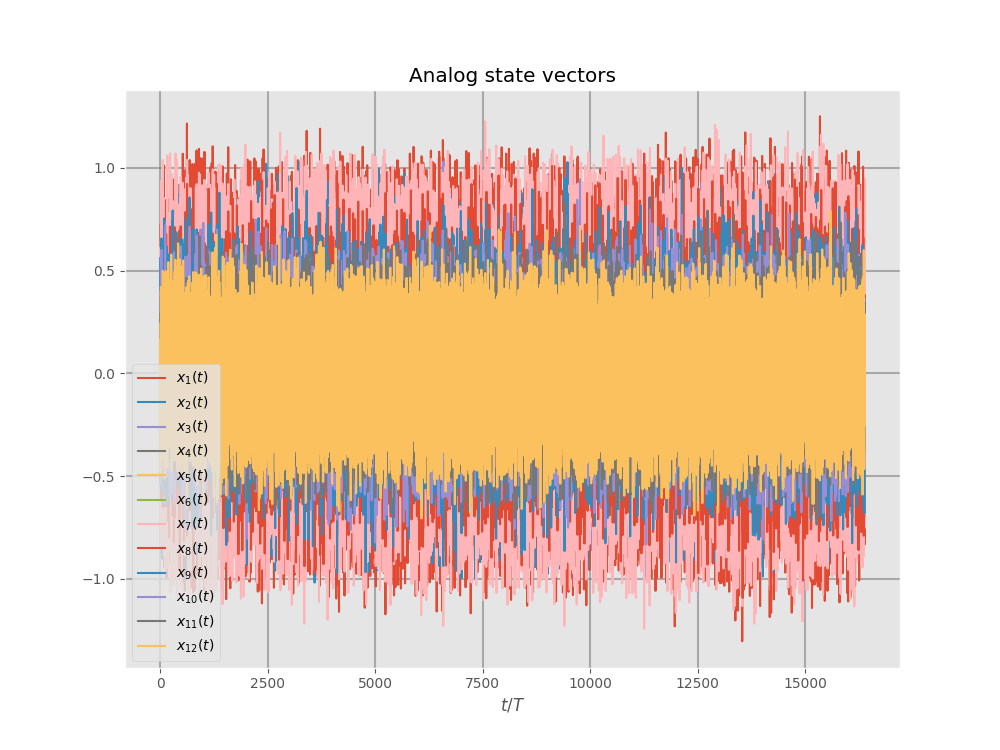 Analog state vectors
1.0
0.5
0.0
−0.5
−1.0
x₁(t)
x₂(t)
x₃(t)
x₄(t)
x₅(t)
x₆(t)
x₇(t)
x₈(t)
x₉(t)
x₁₀(t)
x₁₁(t)
x₁₂(t)
0 2500 5000 7500 10000 12500 15000
t/T